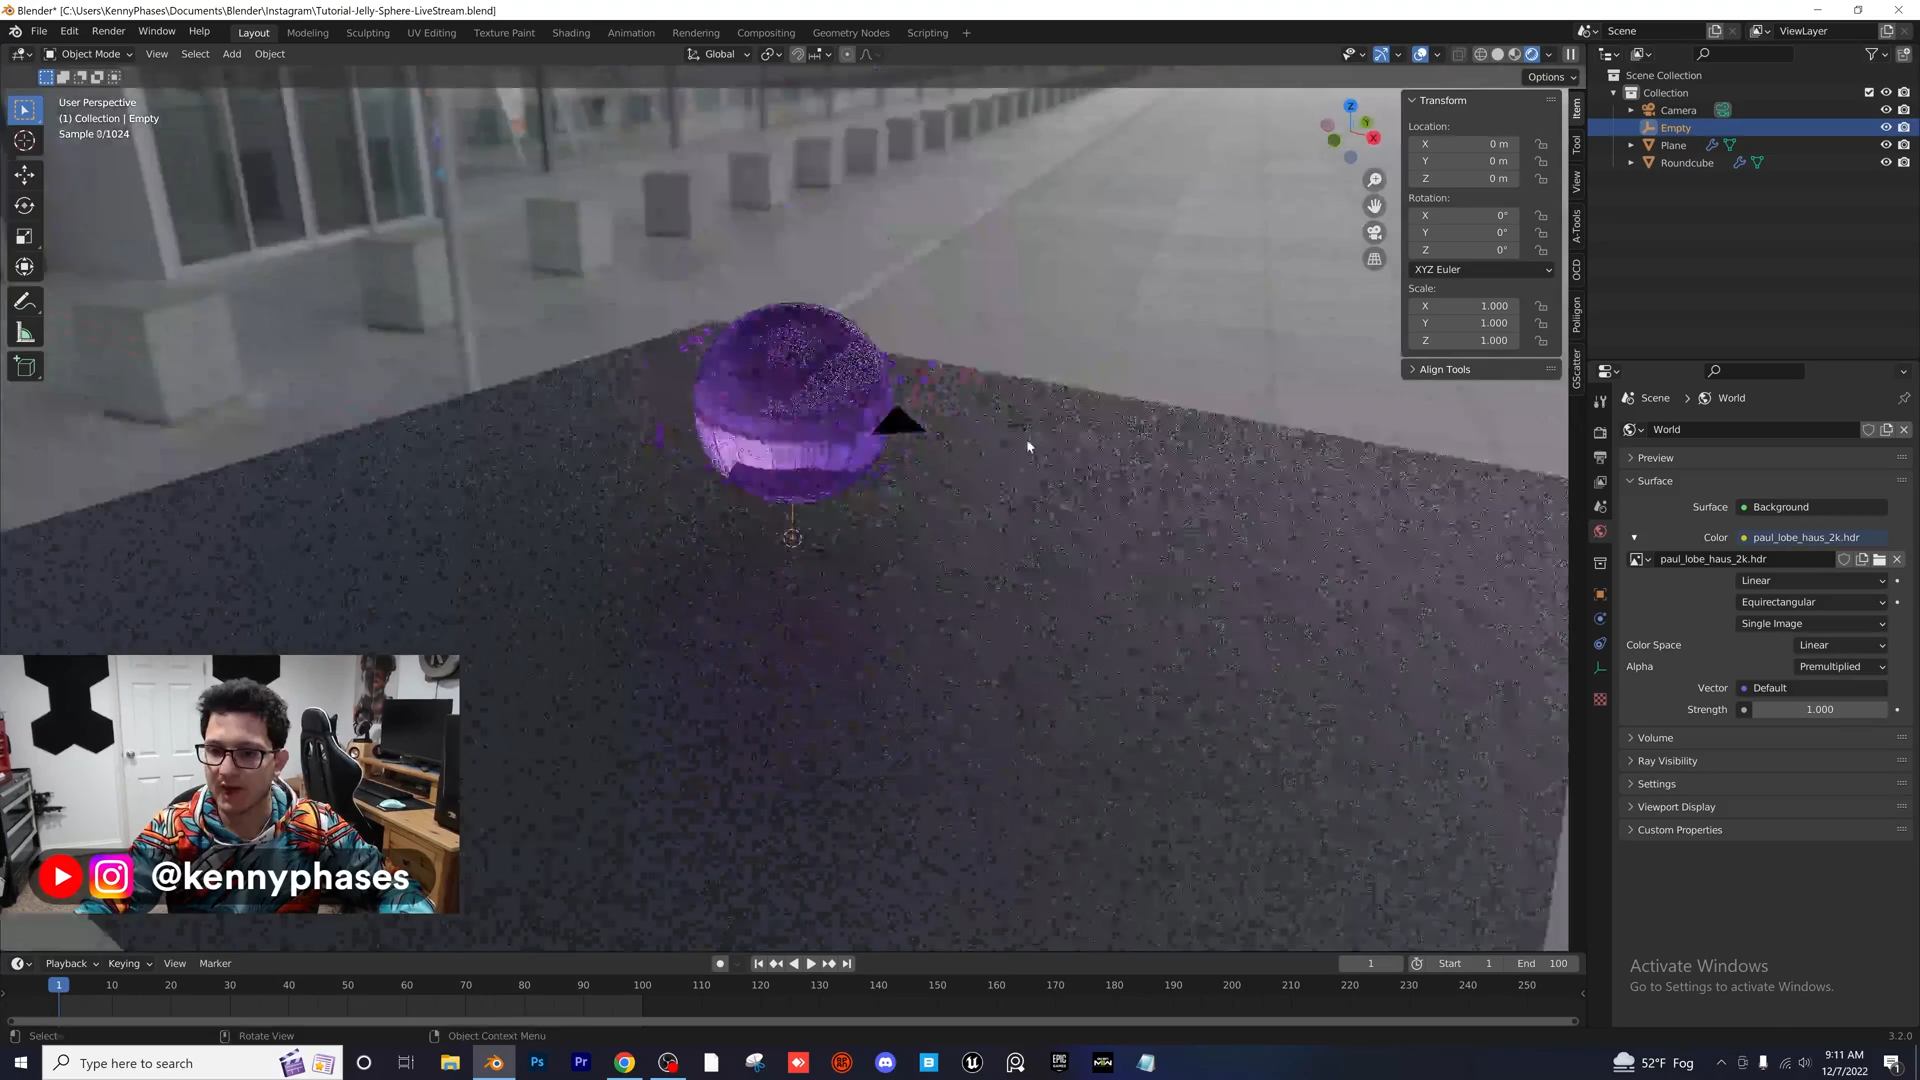 Blender* [C:\Users\KennyPhases\Documents\Blender\Instagram\Tutorial-Jelly-Sphere-LiveStream.blend]
File Edit Render Window Help Layout Modeling Sculpting UV Editing Texture Paint Shading Animation Rendering Compositing Geometry Nodes Scripting + Scene ViewLayer
Object Mode View Select Add Object Global
Options
User Perspective
(1) Collection | Empty
Sample 0/1024
Transform
Location:
X 0 m
Y 0 m
Z 0 m
Rotation:
X 0°
Y 0°
Z 0°
XYZ Euler
Scale:
X 1.000
Y 1.000
Z 1.000
Align Tools
Item
Tool
View
A-Tools
OCD
Poliigon
GScatter
Z
Y
X
Scene Collection
Collection
Camera
Empty
Plane
Roundcube
Scene > World
World
Preview
Surface
Surface Background
Color paul_lobe_haus_2k.hdr
paul_lobe_haus_2k.hdr
Linear
Equirectangular
Single Image
Color Space Linear
Alpha Premultiplied
Vector Default
Strength 1.000
Volume
Ray Visibility
Settings
Viewport Display
Custom Properties
@kennyphases
Activate Windows
Go to Settings to activate Windows.
Playback Keying View Marker 1 Start 1 End 100
1 10 20 30 40 50 60 70 80 90 100 110 120 130 140 150 160 170 180 190 200 210 220 230 240 250
Select Rotate View Object Context Menu 3.2.0
Type here to search Ps Pr 52°F Fog 9:11 AM
12/7/2022